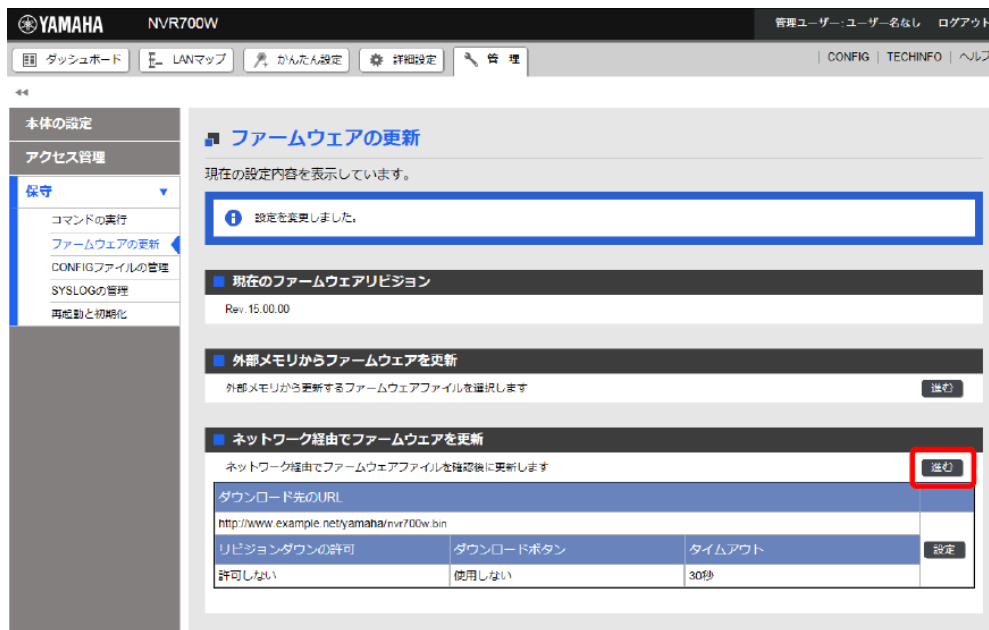 YAMAHA NVR700W 管理ユーザー:ユーザー名なし ログアウト
ダッシュボード LANマップ かんたん設定 詳細設定 管 理 | CONFIG | TECHINFO | ヘルプ
本体の設定
アクセス管理
保守
コマンドの実行
ファームウェアの更新
CONFIGファイルの管理
SYSLOGの管理
再起動と初期化
ファームウェアの更新
現在の設定内容を表示しています。
設定を変更しました。
現在のファームウェアリビジョン
Rev.15.00.00
外部メモリからファームウェアを更新
外部メモリから更新するファームウェアファイルを選択します 進む
ネットワーク経由でファームウェアを更新
ネットワーク経由でファームウェアファイルを確認後に更新します 進む
ダウンロード先のURL
http://www.example.net/yamaha/nvr700w.bin
リビジョンダウンの許可 ダウンロードボタン タイムアウト 設定
許可しない 使用しない 30秒